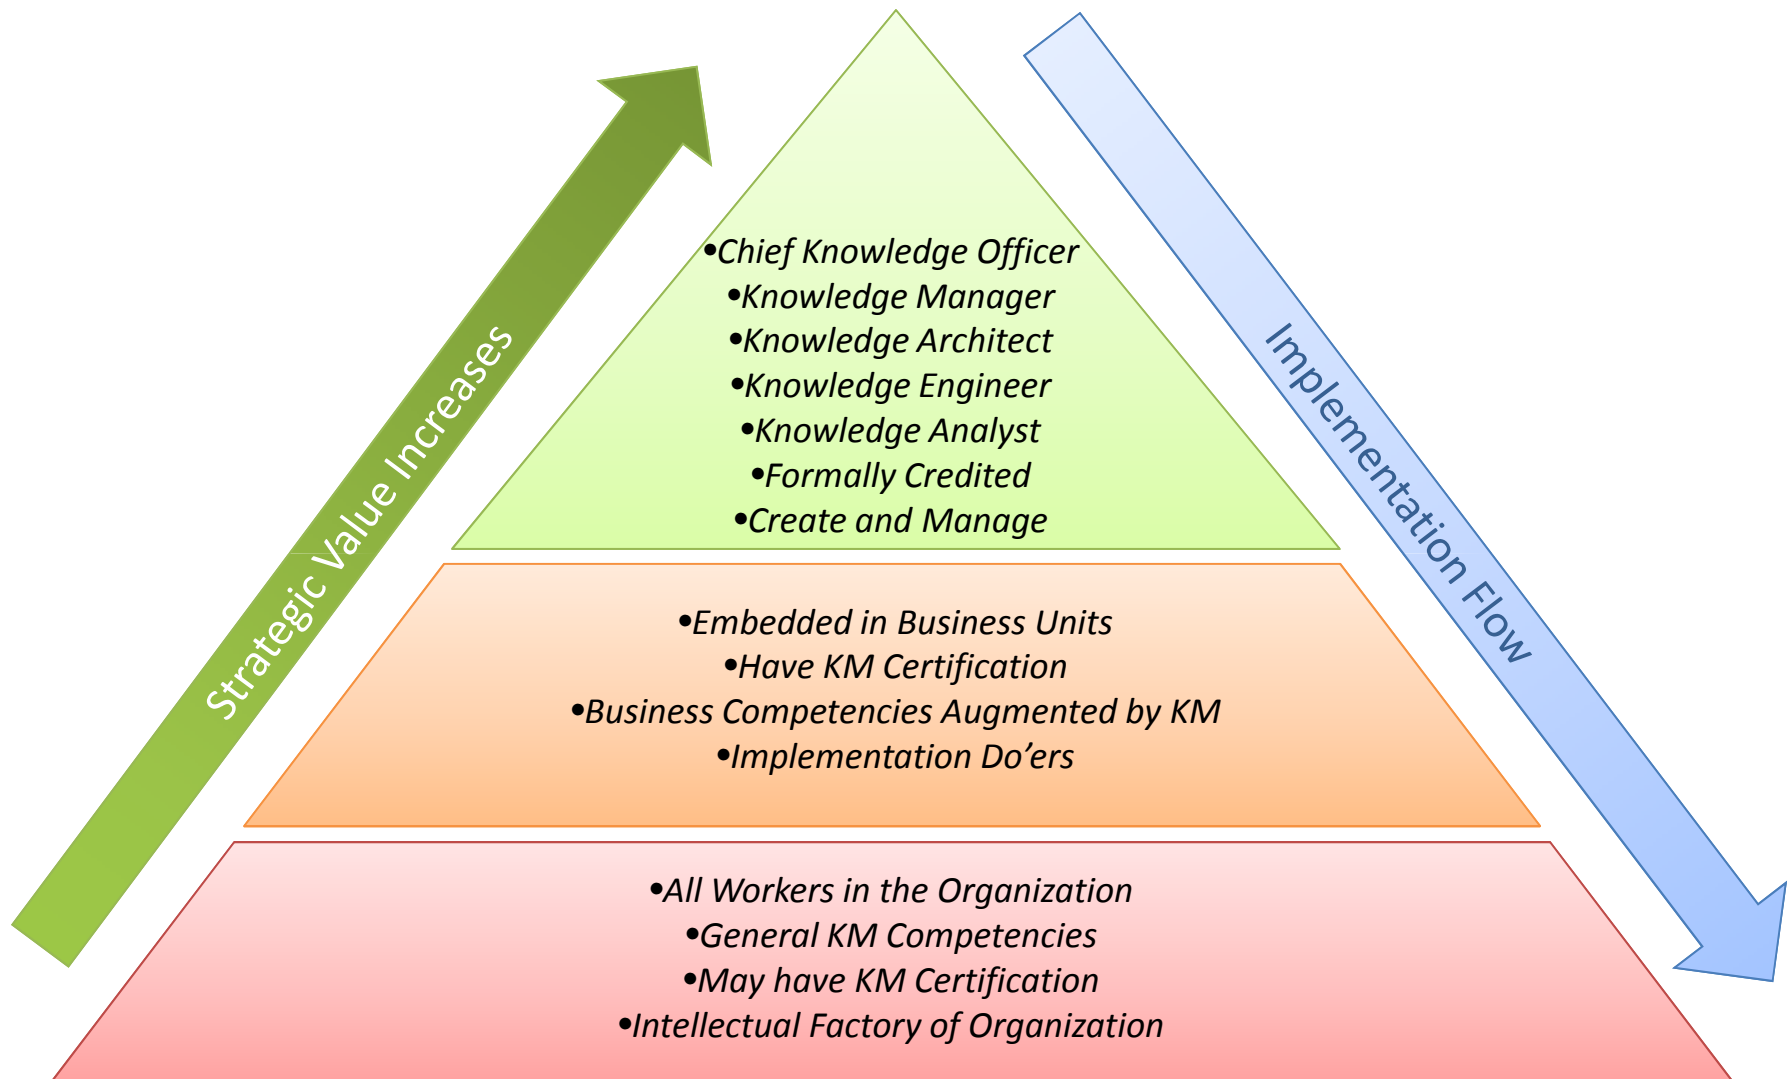 Strategic Value Increases
•Chief Knowledge Officer
•Knowledge Manager
•Knowledge Architect
•Knowledge Engineer
•Knowledge Analyst
•Formally Credited
•Create and Manage
Implementation Flow
•Embedded in Business Units
•Have KM Certification
•Business Competencies Augmented by KM
•Implementation Do’ers
•All Workers in the Organization
•General KM Competencies
•May have KM Certification
•Intellectual Factory of Organization